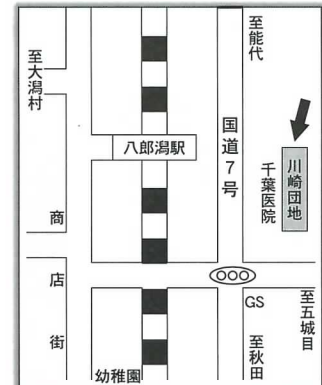 至能代
至大潟村
国道7号
八郎潟駅
川崎団地
千葉医院
商店街
GS
至五城目
至秋田
幼稚園